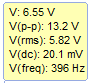 V: 6.55 V
V(p-p): 13.2 V
V(rms): 5.82 V
V(dc): 20.1 mV
V(freq): 396 Hz